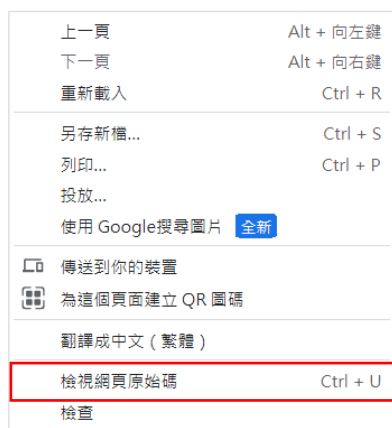 上一頁 Alt + 向左鍵
下一頁 Alt + 向右鍵
重新載入 Ctrl + R
另存新檔... Ctrl + S
列印... Ctrl + P
投放...
使用 Google搜尋圖片 全新
傳送到你的裝置
為這個頁面建立 QR 圖碼
翻譯成中文 ( 繁體 )
檢視網頁原始碼 Ctrl + U
檢查